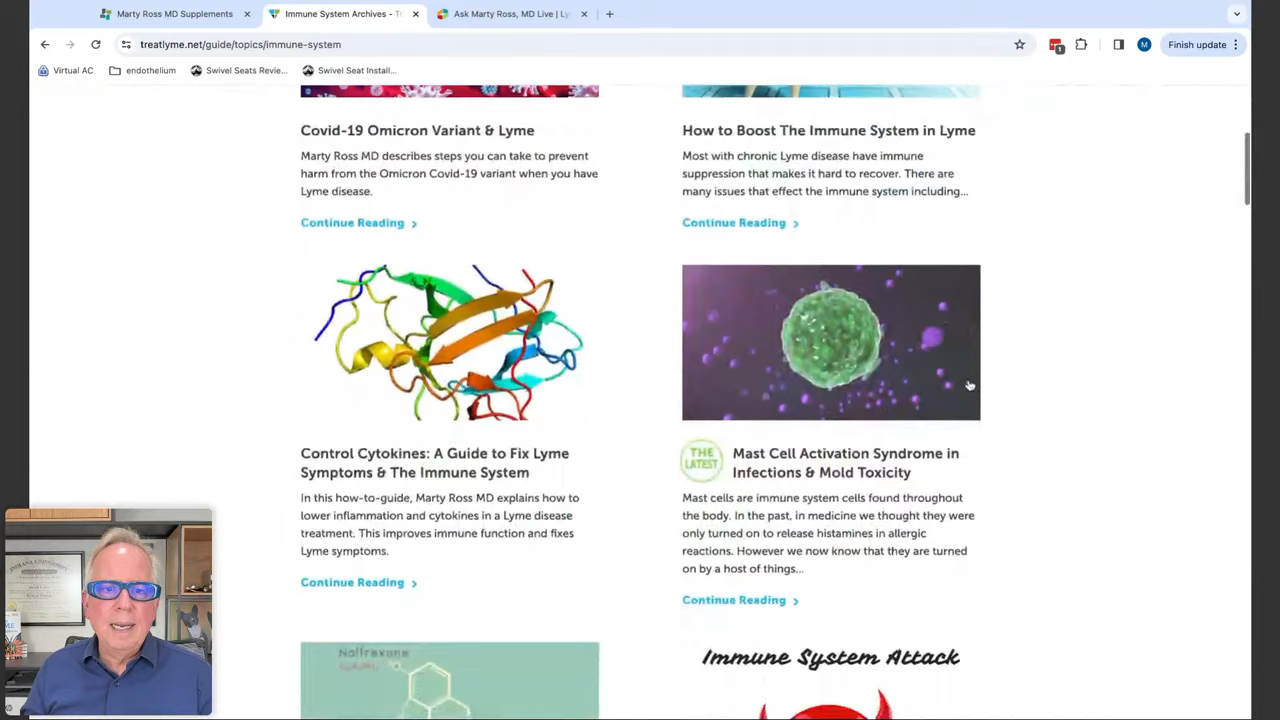 Marty Ross MD Supplements
Immune System Archives - T
Ask Marty Ross, MD Live | Ly
treatlyme.net/guide/topics/immune-system
1
M
Finish update
Virtual AC
endothelium
Swivel Seats Revie...
Swivel Seat Install...
Covid-19 Omicron Variant & Lyme
Marty Ross MD describes steps you can take to prevent
harm from the Omicron Covid-19 variant when you have
Lyme disease.
Continue Reading
How to Boost The Immune System in Lyme
Most with chronic Lyme disease have immune
suppression that makes it hard to recover. There are
many issues that effect the immune system including...
Continue Reading
Control Cytokines: A Guide to Fix Lyme
Symptoms & The Immune System
In this how-to-guide, Marty Ross MD explains how to
lower inflammation and cytokines in a Lyme disease
treatment. This improves immune function and fixes
Lyme symptoms.
Continue Reading
THE
LATEST
Mast Cell Activation Syndrome in
Infections & Mold Toxicity
Mast cells are immune system cells found throughout
the body. In the past, in medicine we thought they were
only turned on to release histamines in allergic
reactions. However we now know that they are turned
on by a host of things...
Continue Reading
Naltrexone
Immune System Attack